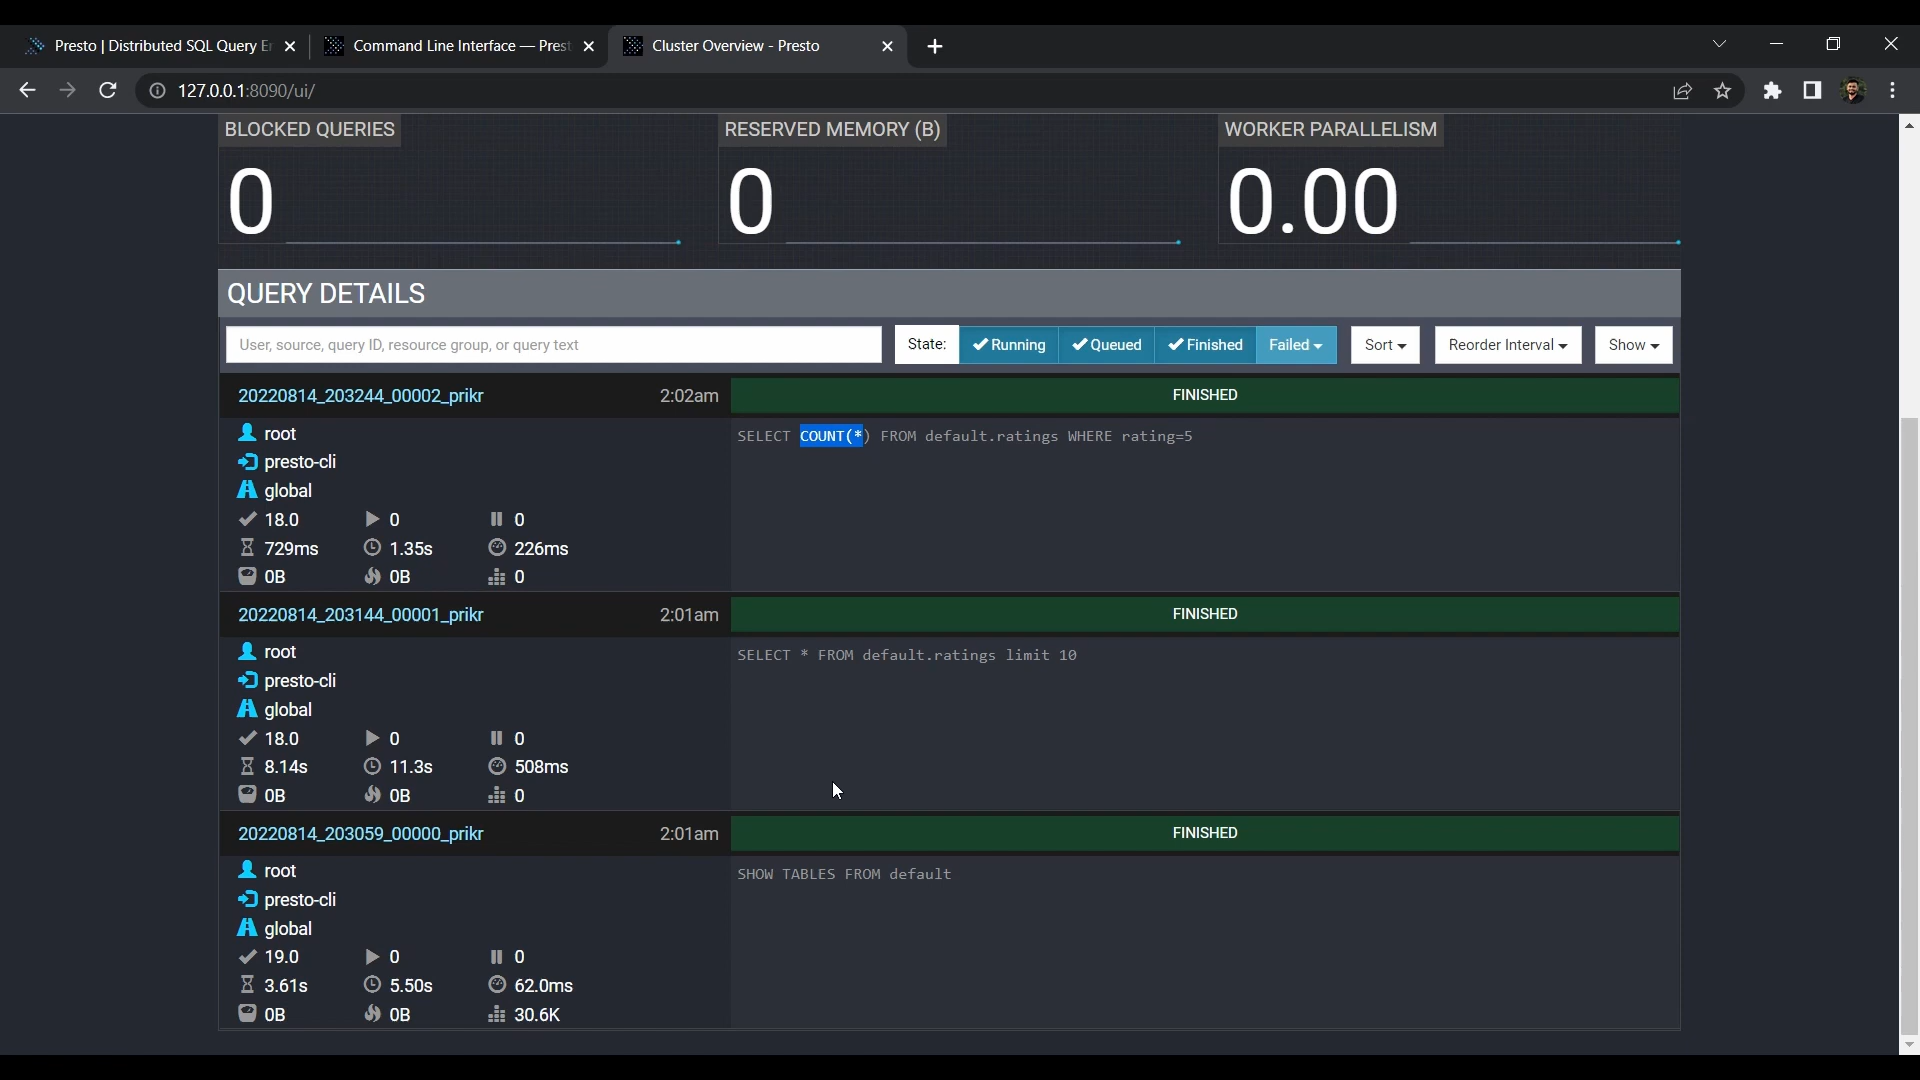 Presto | Distributed SQL Query Er
Command Line Interface — Prest
Cluster Overview - Presto
127.0.0.1:8090/ui/
BLOCKED QUERIES
RESERVED MEMORY (B)
WORKER PARALLELISM
0
0
0.00
QUERY DETAILS
User, source, query ID, resource group, or query text
State: Running Queued Finished Failed Sort Reorder Interval Show
20220814_203244_00002_prikr 2:02am FINISHED
root
SELECT COUNT(*) FROM default.ratings WHERE rating=5
presto-cli
global
18.0 0 0
729ms 1.35s 226ms
0B 0B 0
20220814_203144_00001_prikr 2:01am FINISHED
root
SELECT * FROM default.ratings limit 10
presto-cli
global
18.0 0 0
8.14s 11.3s 508ms
0B 0B 0
20220814_203059_00000_prikr 2:01am FINISHED
root
SHOW TABLES FROM default
presto-cli
global
19.0 0 0
3.61s 5.50s 62.0ms
0B 0B 30.6K